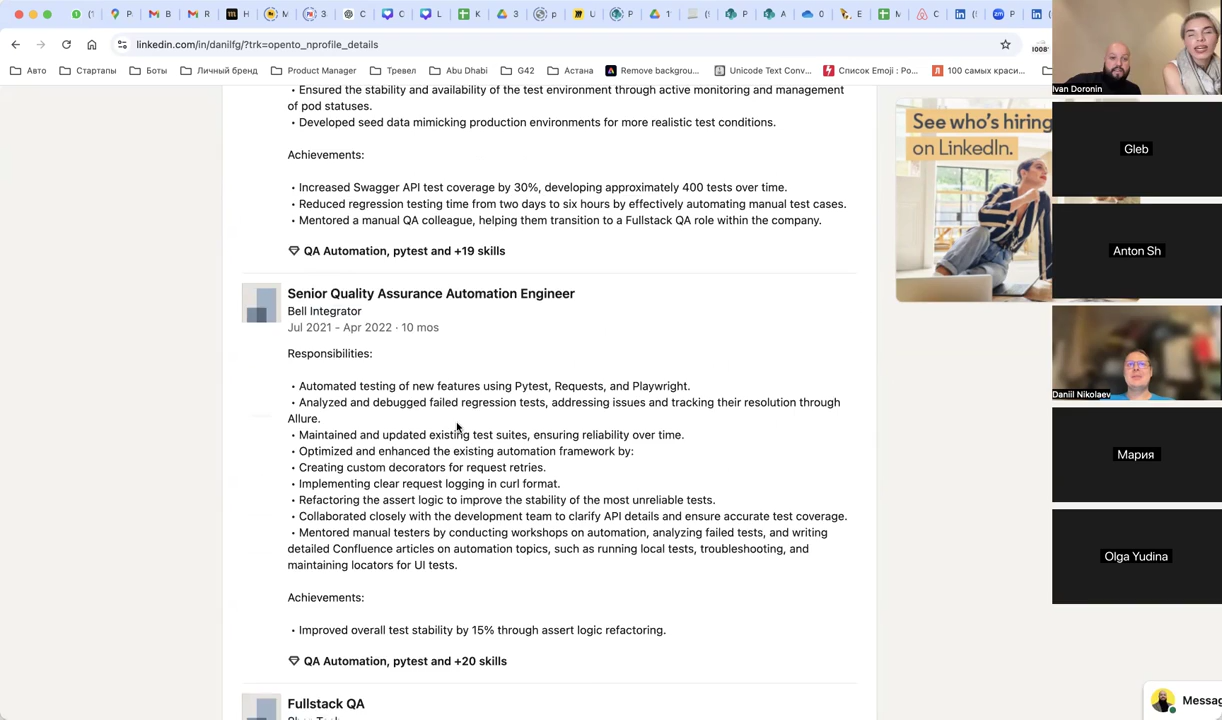 linkedin.com/in/danilfg/?trk=opento_nprofile_details
Авто
Стартапы
Боты
Личный бренд
Product Manager
Тревел
Abu Dhabi
G42
Астана
Remove backgrou...
Unicode Text Conv...
Список Emoji : Po...
100 самых краси...
• Ensured the stability and availability of the test environment through active monitoring and management
of pod statuses.
• Developed seed data mimicking production environments for more realistic test conditions.
Achievements:
• Increased Swagger API test coverage by 30%, developing approximately 400 tests over time.
• Reduced regression testing time from two days to six hours by effectively automating manual test cases.
• Mentored a manual QA colleague, helping them transition to a Fullstack QA role within the company.
QA Automation, pytest and +19 skills
Senior Quality Assurance Automation Engineer
Bell Integrator
Jul 2021 - Apr 2022 · 10 mos
Responsibilities:
• Automated testing of new features using Pytest, Requests, and Playwright.
• Analyzed and debugged failed regression tests, addressing issues and tracking their resolution through
Allure.
• Maintained and updated existing test suites, ensuring reliability over time.
• Optimized and enhanced the existing automation framework by:
• Creating custom decorators for request retries.
• Implementing clear request logging in curl format.
• Refactoring the assert logic to improve the stability of the most unreliable tests.
• Collaborated closely with the development team to clarify API details and ensure accurate test coverage.
• Mentored manual testers by conducting workshops on automation, analyzing failed tests, and writing
detailed Confluence articles on automation topics, such as running local tests, troubleshooting, and
maintaining locators for UI tests.
Achievements:
• Improved overall test stability by 15% through assert logic refactoring.
QA Automation, pytest and +20 skills
Fullstack QA
See who's hiring
on LinkedIn.
Ivan Doronin
Gleb
Anton Sh
Daniil Nikolaev
Мария
Olga Yudina
Messag